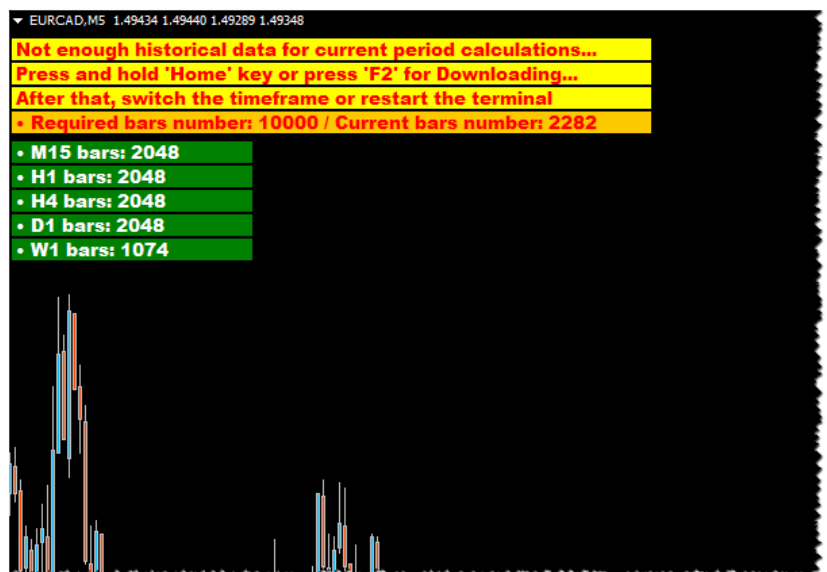 EURCAD,M5 1.49434 1.49440 1.49289 1.49348
Not enough historical data for current period calculations...
Press and hold 'Home' key or press 'F2' for Downloading...
After that, switch the timeframe or restart the terminal
• Required bars number: 10000 / Current bars number: 2282
• M15 bars: 2048
• H1 bars: 2048
• H4 bars: 2048
• D1 bars: 2048
• W1 bars: 1074